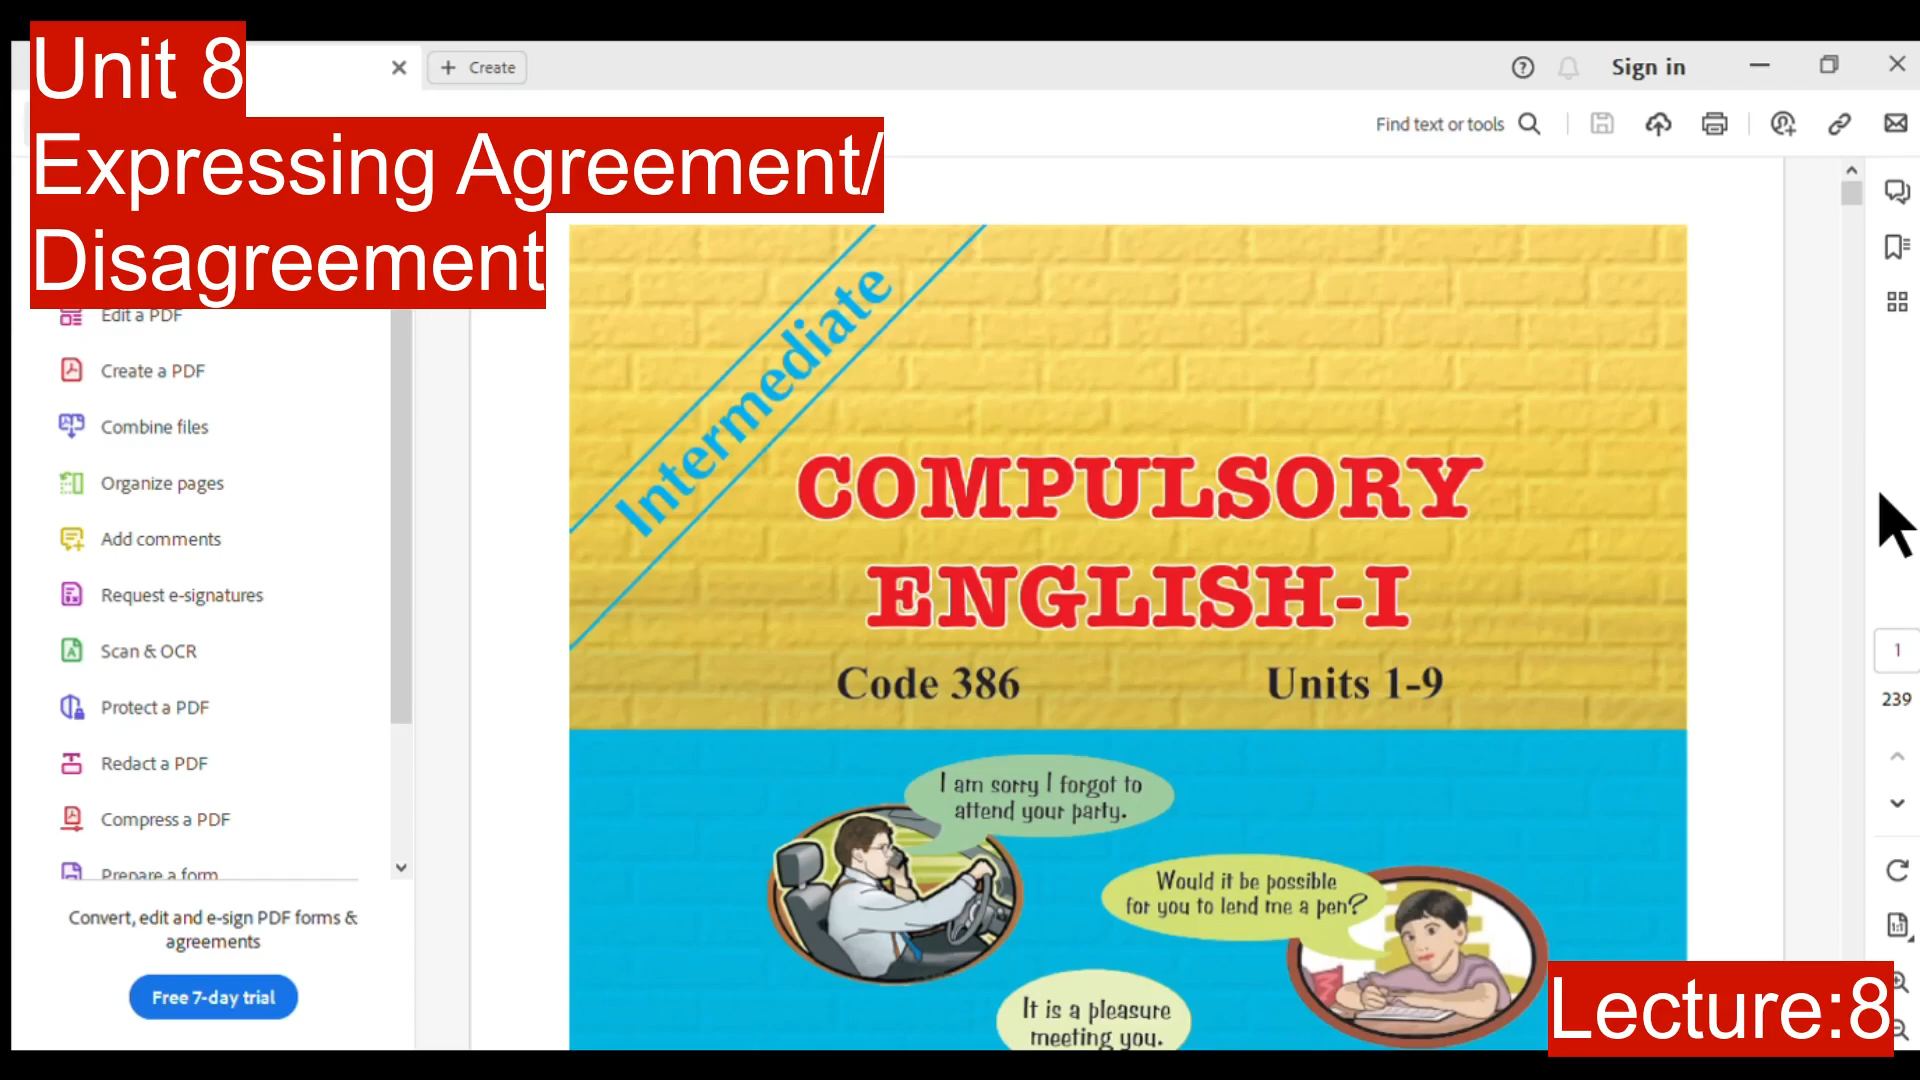 Unit 8
Expressing Agreement/
Disagreement
Create
Sign in
Find text or tools
Edit a PDF
Create a PDF
Combine files
Organize pages
Add comments
Request e-signatures
Scan & OCR
Protect a PDF
Redact a PDF
Compress a PDF
Prepare a form
Convert, edit and e-sign PDF forms &
agreements
Free 7-day trial
Intermediate
COMPULSORY
ENGLISH-I
Code 386 Units 1-9
I am sorry I forgot to
attend your party.
Would it be possible
for you to lend me a pen?
It is a pleasure
meeting you.
1
239
1:1
Lecture:8